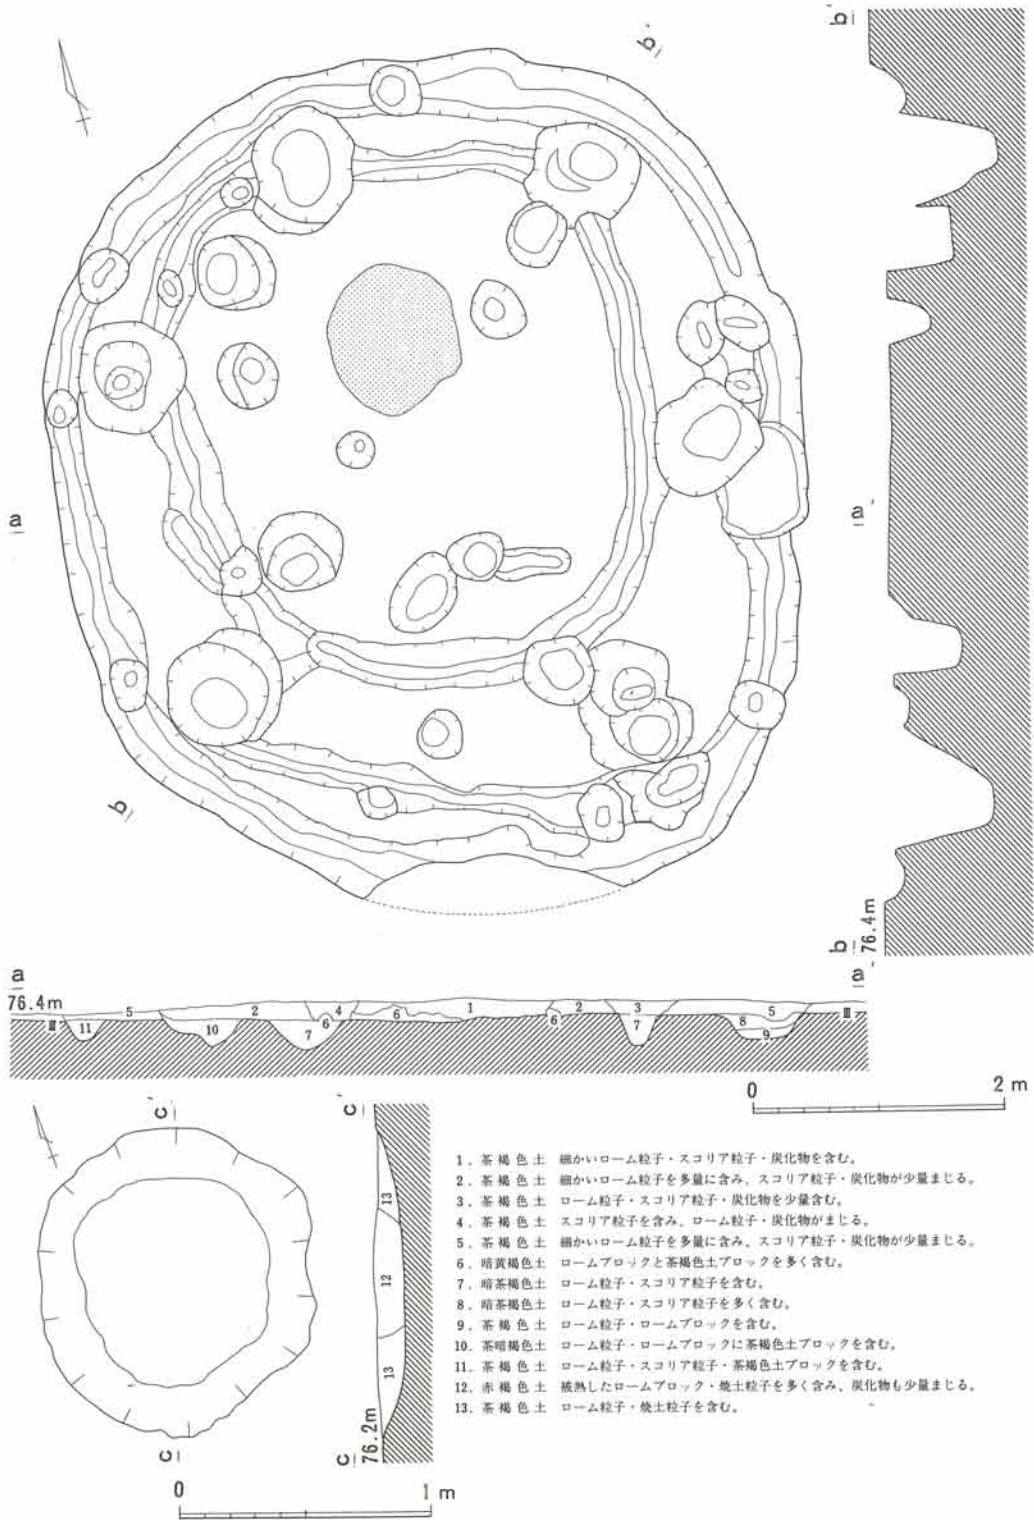 b'
b'
a
a'
b
b
76.4m
a
a'
76.4m
5 2 4 6 1 2 3 5
Ⅲ 11 10 7 6 6 7 8 9 Ⅲ
0 2 m
c'
c'
13
12
13
c
c
76.2m
0 1 m
1. 茶褐色土 細かいローム粒子・スコリア粒子・炭化物を含む。
2. 茶褐色土 細かいローム粒子を多量に含み、スコリア粒子・炭化物が少量まじる。
3. 茶褐色土 ローム粒子・スコリア粒子・炭化物を少量含む。
4. 茶褐色土 スコリア粒子を含み、ローム粒子・炭化物がまじる。
5. 茶褐色土 細かいローム粒子を多量に含み、スコリア粒子・炭化物が少量まじる。
6. 暗黄褐色土 ロームブロックと茶褐色土ブロックを多く含む。
7. 暗茶褐色土 ローム粒子・スコリア粒子を含む。
8. 暗茶褐色土 ローム粒子・スコリア粒子を多く含む。
9. 茶褐色土 ローム粒子・ロームブロックを含む。
10. 茶暗褐色土 ローム粒子・ロームブロックに茶褐色土ブロックを含む。
11. 茶褐色土 ローム粒子・スコリア粒子・茶褐色土ブロックを含む。
12. 赤褐色土 被熱したロームブロック・焼土粒子を多く含み、炭化物も少量まじる。
13. 茶褐色土 ローム粒子・焼土粒子を含む。